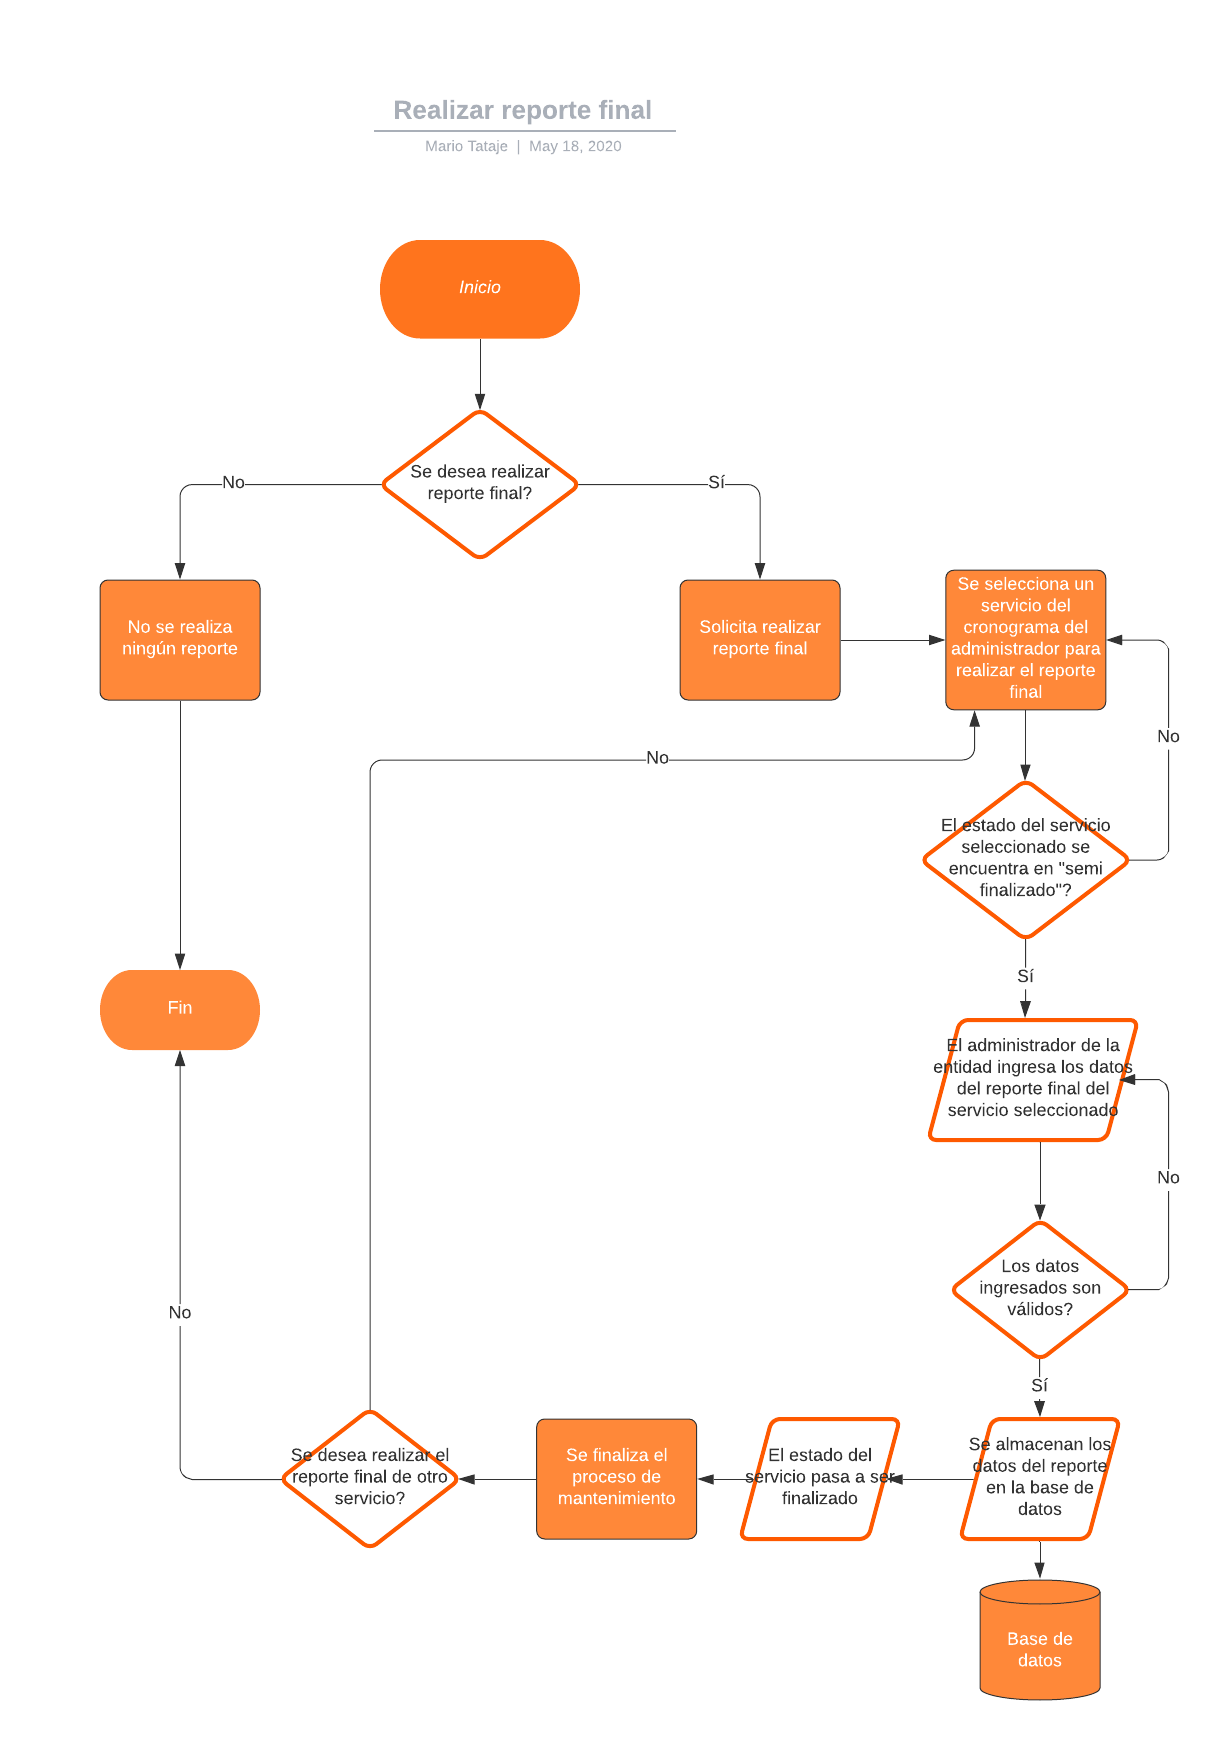 Realizar reporte final
Mario Tataje | May 18, 2020
Inicio
Se desea realizar
reporte final?
No
Sí
No se realiza
ningún reporte
Solicita realizar
reporte final
Se selecciona un
servicio del
cronograma del
administrador para
realizar el reporte
final
No
No
El estado del servicio
seleccionado se
encuentra en "semi
finalizado"?
Sí
Fin
El administrador de la
entidad ingresa los datos
del reporte final del
servicio seleccionado
No
Los datos
ingresados son
válidos?
No
Sí
Se desea realizar el
reporte final de otro
servicio?
Se finaliza el
proceso de
mantenimiento
El estado del
servicio pasa a ser
finalizado
Se almacenan los
datos del reporte
en la base de
datos
Base de
datos